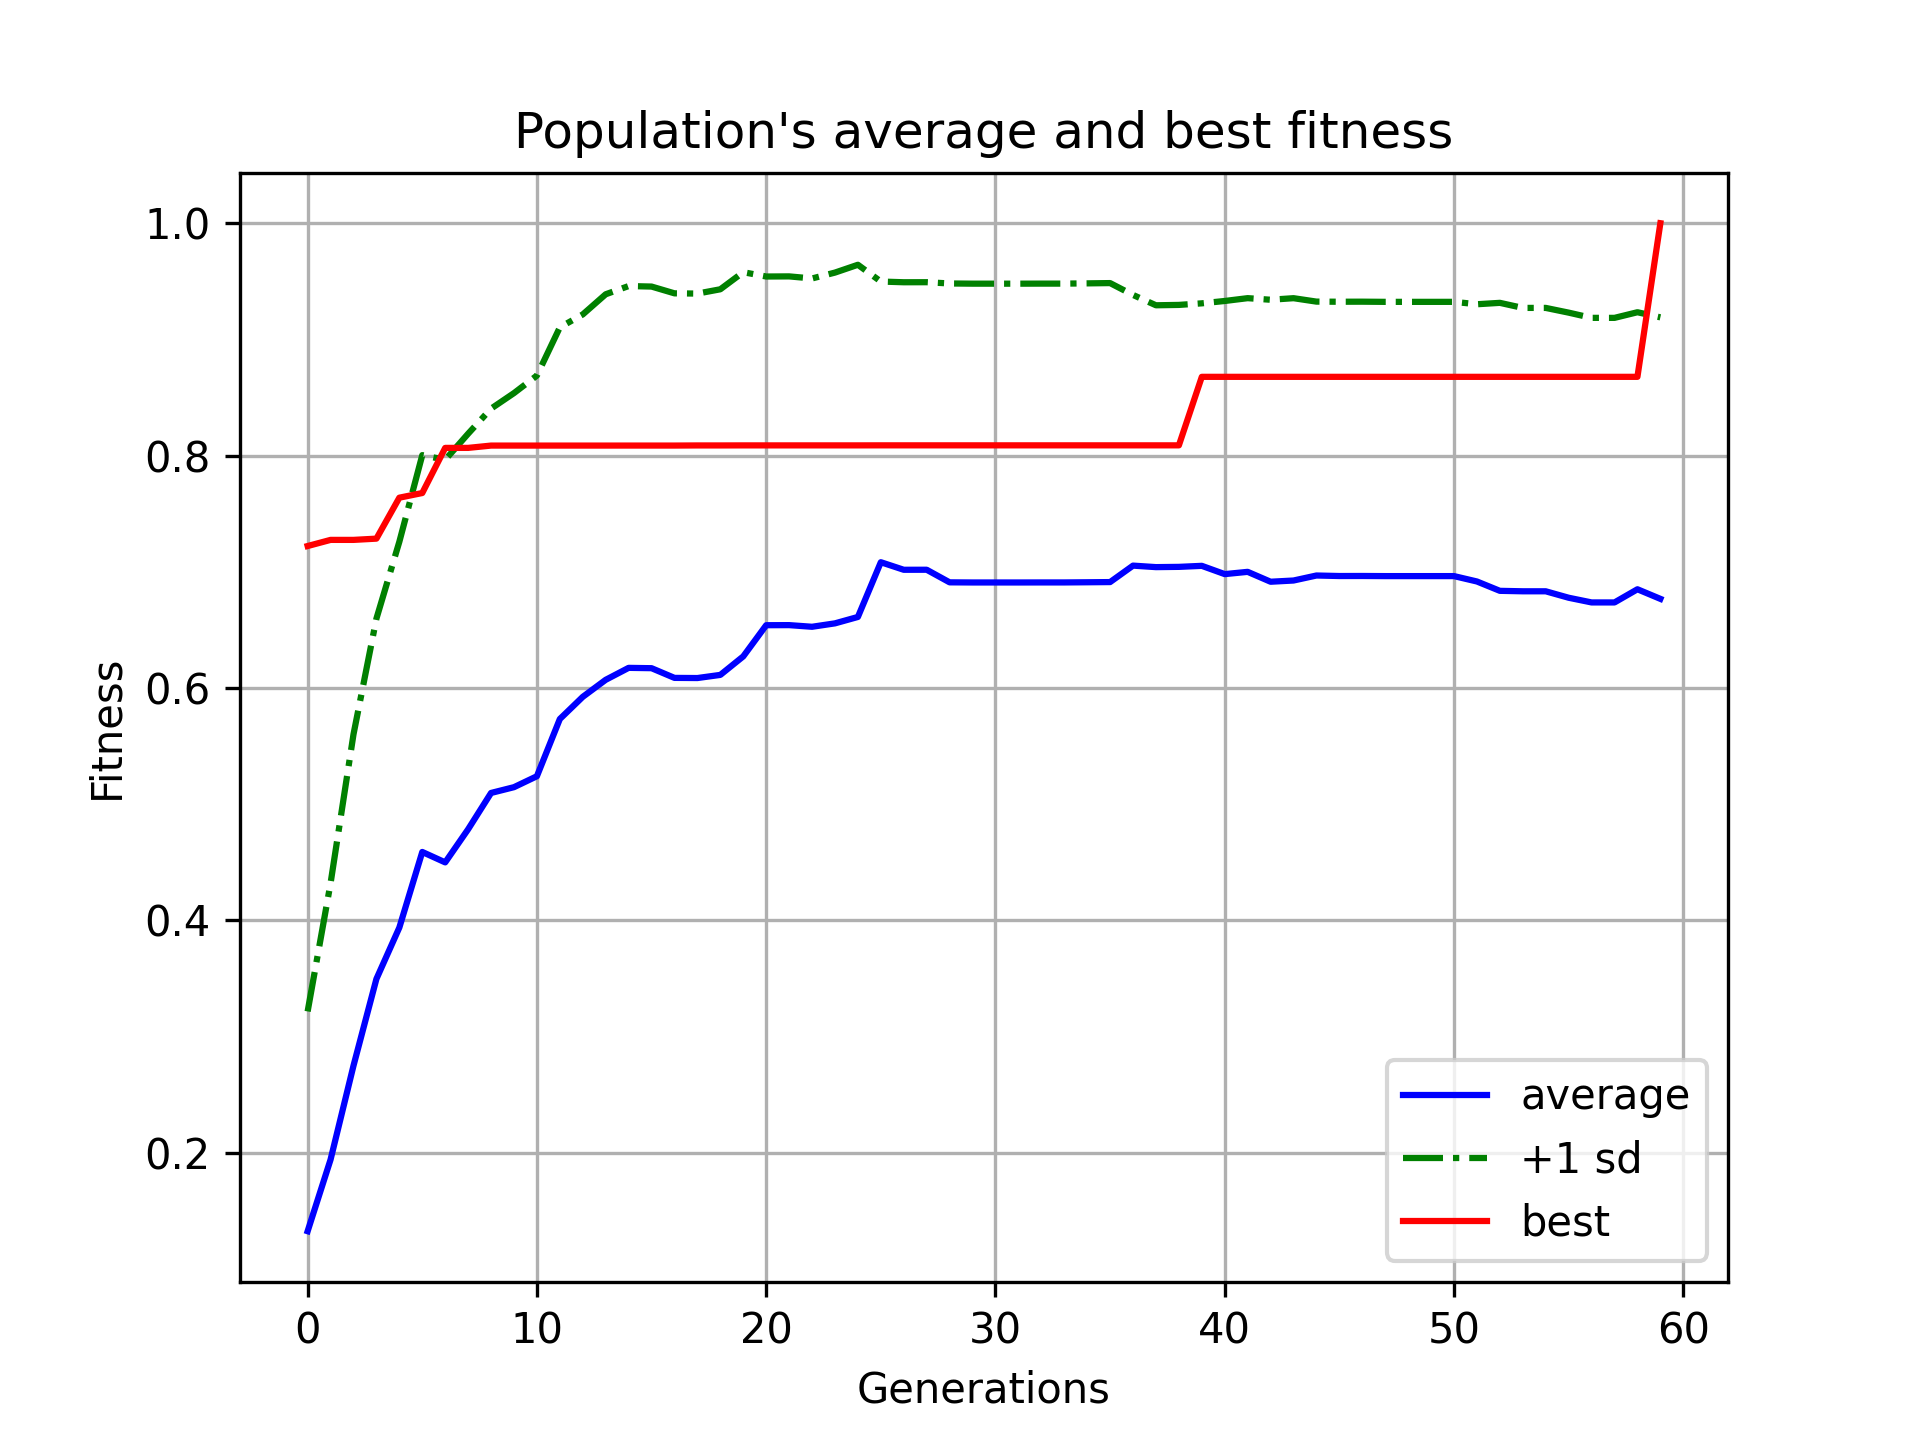 Population's average and best fitness
1.0
0.8
0.6
0.4
0.2
Fitness
average
+1 sd
best
0 10 20 30 40 50 60
Generations